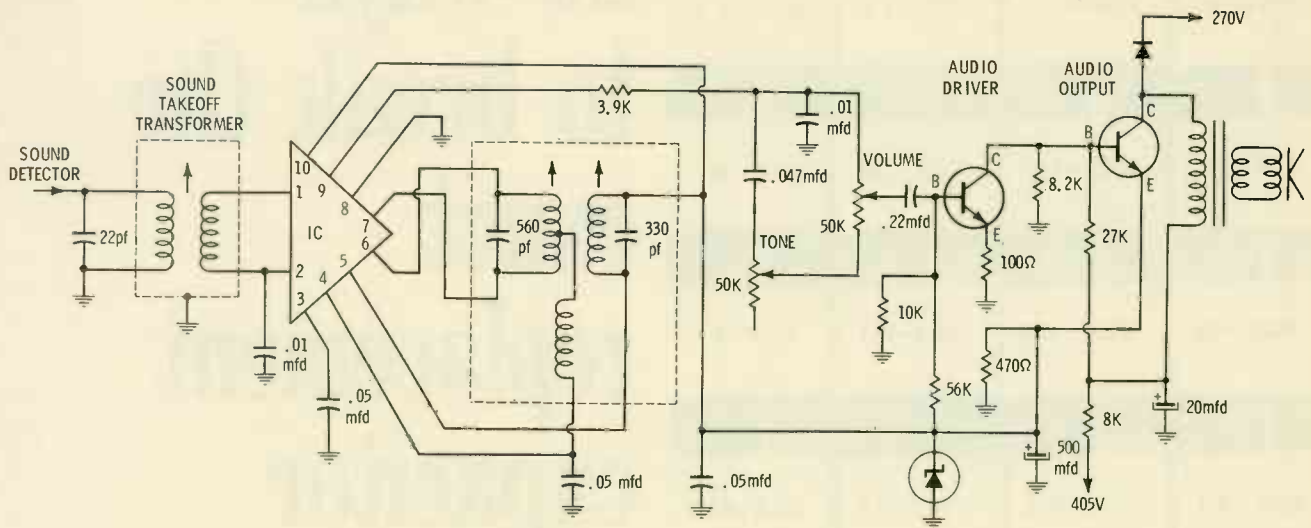 270V
SOUND
TAKEOFF
TRANSFORMER
AUDIO
DRIVER
AUDIO
OUTPUT
SOUND
DETECTOR
22pf
.01
mfd
10
1
9
8
IC
7
6
2
5
4
3
.05
mfd
560
pf
330
pf
.05 mfd
.05mfd
3.9K
.01
mfd
.047mfd
VOLUME
50K
TONE
50K
.22mfd
B
C
E
100Ω
10K
56K
8.2K
B
C
E
27K
470Ω
8K
20mfd
500
mfd
405V